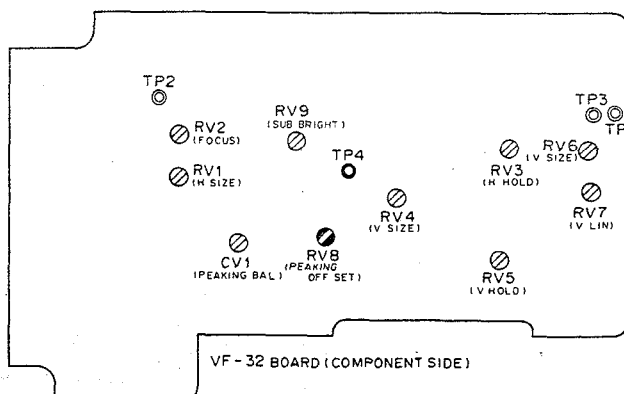 TP2
RV2
(FOCUS)
RV1
(H SIZE)
RV9
(SUB BRIGHT)
TP4
TP3
TP
RV6
(V SIZE)
RV3
(H HOLD)
RV7
(V LIN)
RV4
(V SIZE)
CV1
(PEAKING BAL)
RV8
(PEAKING
OFF SET)
RV5
(V HOLD)
VF-32 BOARD (COMPONENT SIDE)